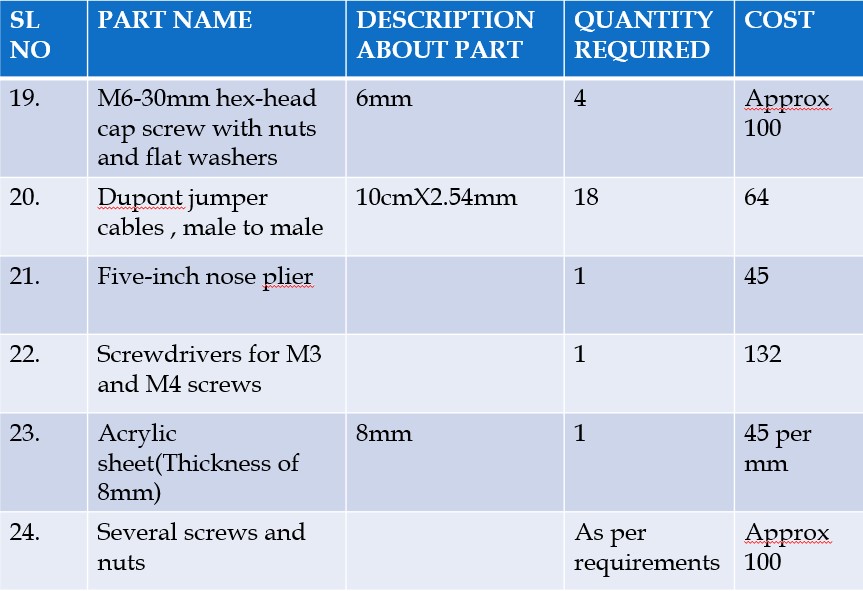 SL NO PART NAME DESCRIPTION ABOUT PART QUANTITY REQUIRED COST
19. M6-30mm hex-head cap screw with nuts and flat washers 6mm 4 Approx 100
20. Dupont jumper cables , male to male 10cmX2.54mm 18 64
21. Five-inch nose plier 1 45
22. Screwdrivers for M3 and M4 screws 1 132
23. Acrylic sheet(Thickness of 8mm) 8mm 1 45 per mm
24. Several screws and nuts As per requirements Approx 100